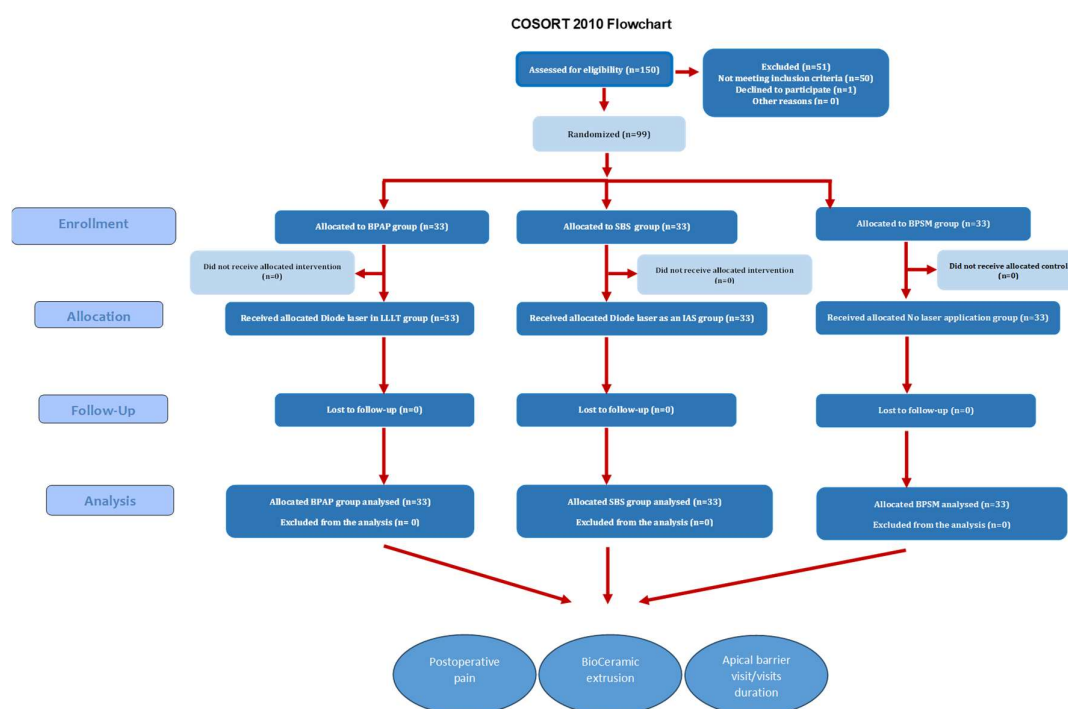 COSORT 2010 Flowchart
Assessed for eligibility (n=150)
Excluded (n=51)
Not meeting inclusion criteria (n=50)
Declined to participate (n=1)
Other reasons (n= 0)
Randomized (n=99)
Enrollment
Allocated to BPAP group (n=33)
Allocated to SBS group (n=33)
Allocated to BPSM group (n=33)
Did not receive allocated intervention
(n=0)
Did not receive allocated intervention
(n=0)
Did not receive allocated control
(n=0)
Allocation
Received allocated Diode laser in LLLT group (n=33)
Received allocated Diode laser as an IAS group (n=33)
Received allocated No laser application group (n=33)
Follow-Up
Lost to follow-up (n=0)
Lost to follow-up (n=0)
Lost to follow-up (n=0)
Analysis
Allocated BPAP group analysed (n=33)
Excluded from the analysis (n= 0)
Allocated SBS group analysed (n=33)
Excluded from the analysis (n=0)
Allocated BPSM analysed (n=33)
Excluded from the analysis (n=0)
Postoperative
pain
BioCeramic
extrusion
Apical barrier
visit/visits
duration